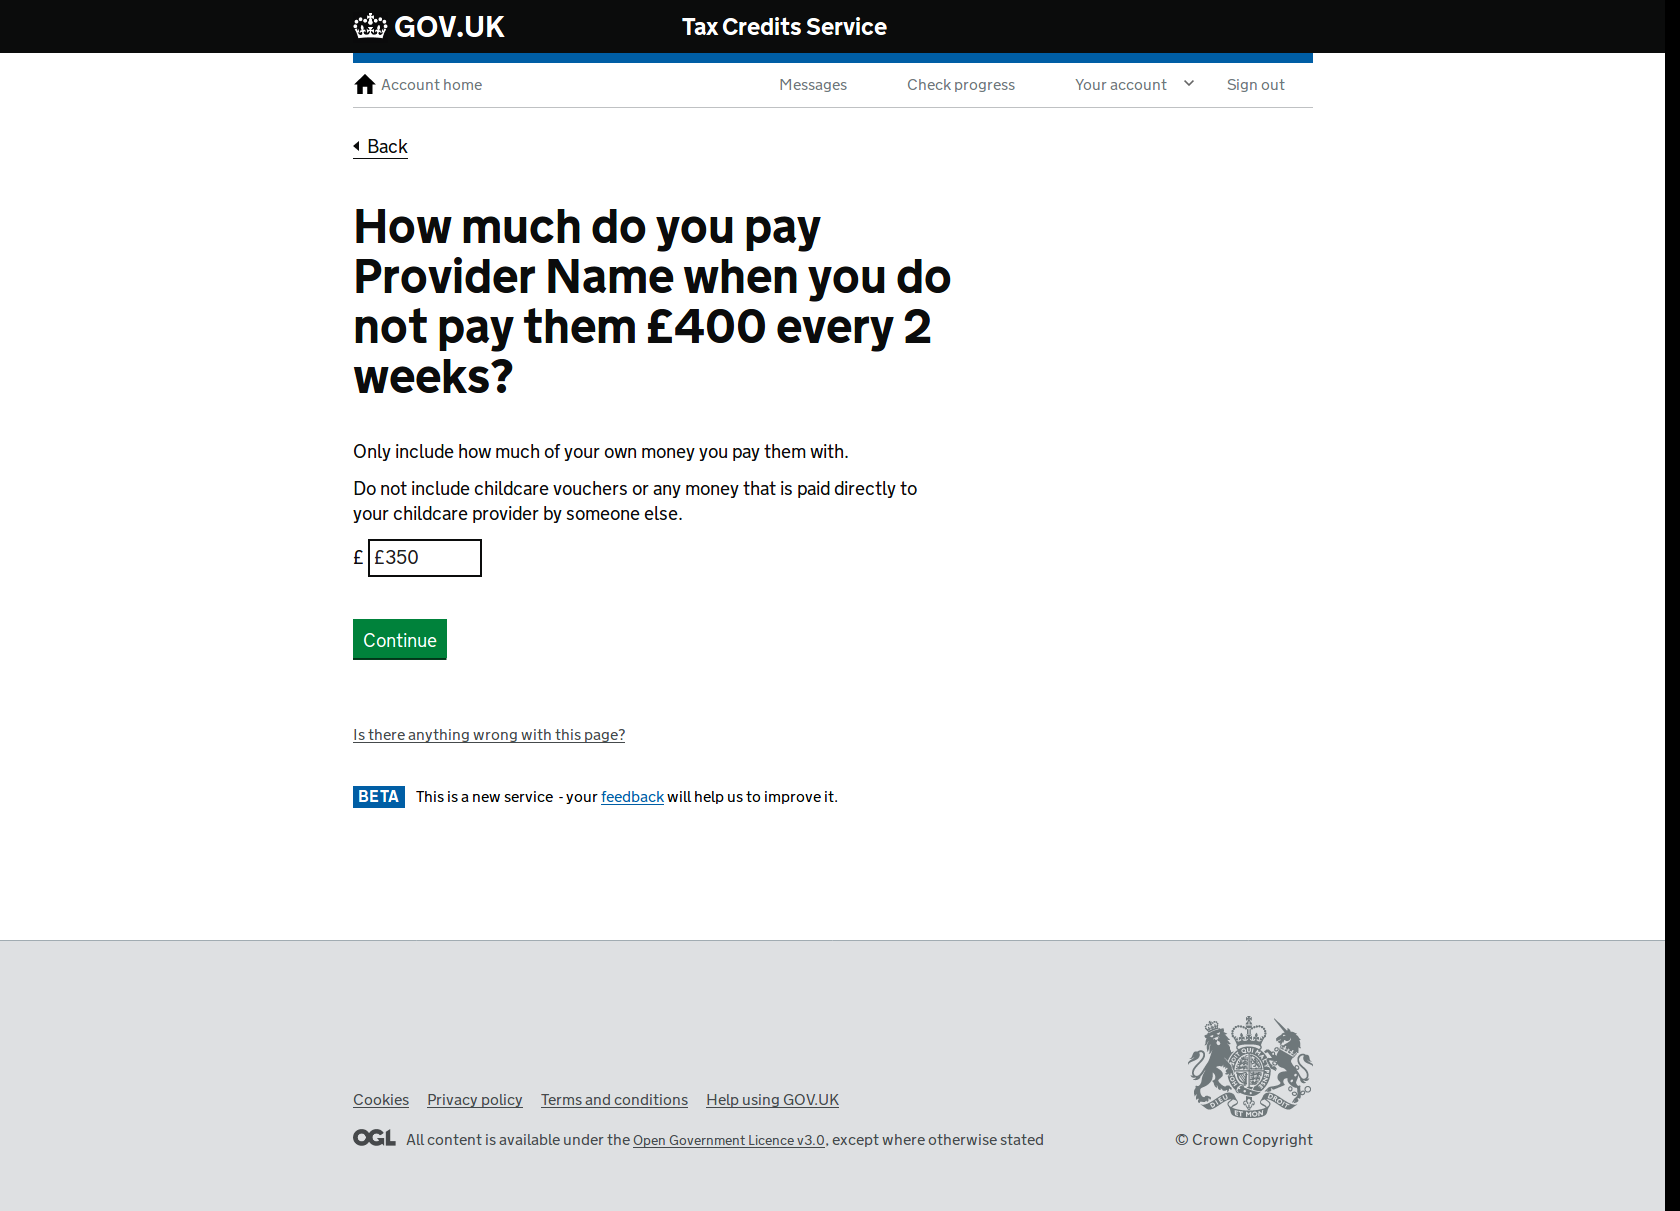 GOV.UK
Tax Credits Service
Account home
Messages
Check progress
Your account
Sign out
Back
How much do you pay
Provider Name when you do
not pay them £400 every 2
weeks?
Only include how much of your own money you pay them with.
Do not include childcare vouchers or any money that is paid directly to
your childcare provider by someone else.
£ £350
Continue
Is there anything wrong with this page?
BETA This is a new service - your feedback will help us to improve it.
Cookies
Privacy policy
Terms and conditions
Help using GOV.UK
OGL All content is available under the Open Government Licence v3.0, except where otherwise stated
DIEU ET MON DROIT
© Crown Copyright